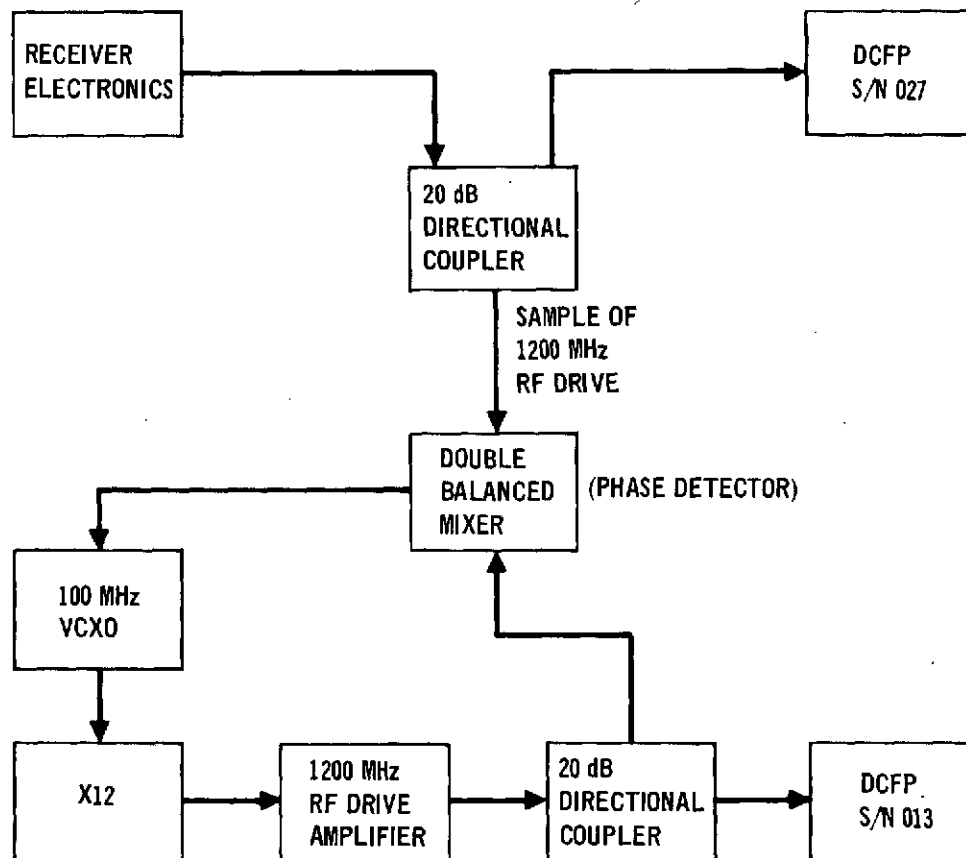 RECEIVER
ELECTRONICS
DCFP
S/N 027
20 dB
DIRECTIONAL
COUPLER
SAMPLE OF
1200 MHz
RF DRIVE
DOUBLE
BALANCED
MIXER
(PHASE DETECTOR)
100 MHz
VCXO
X12
1200 MHz
RF DRIVE
AMPLIFIER
20 dB
DIRECTIONAL
COUPLER
DCFP
S/N 013